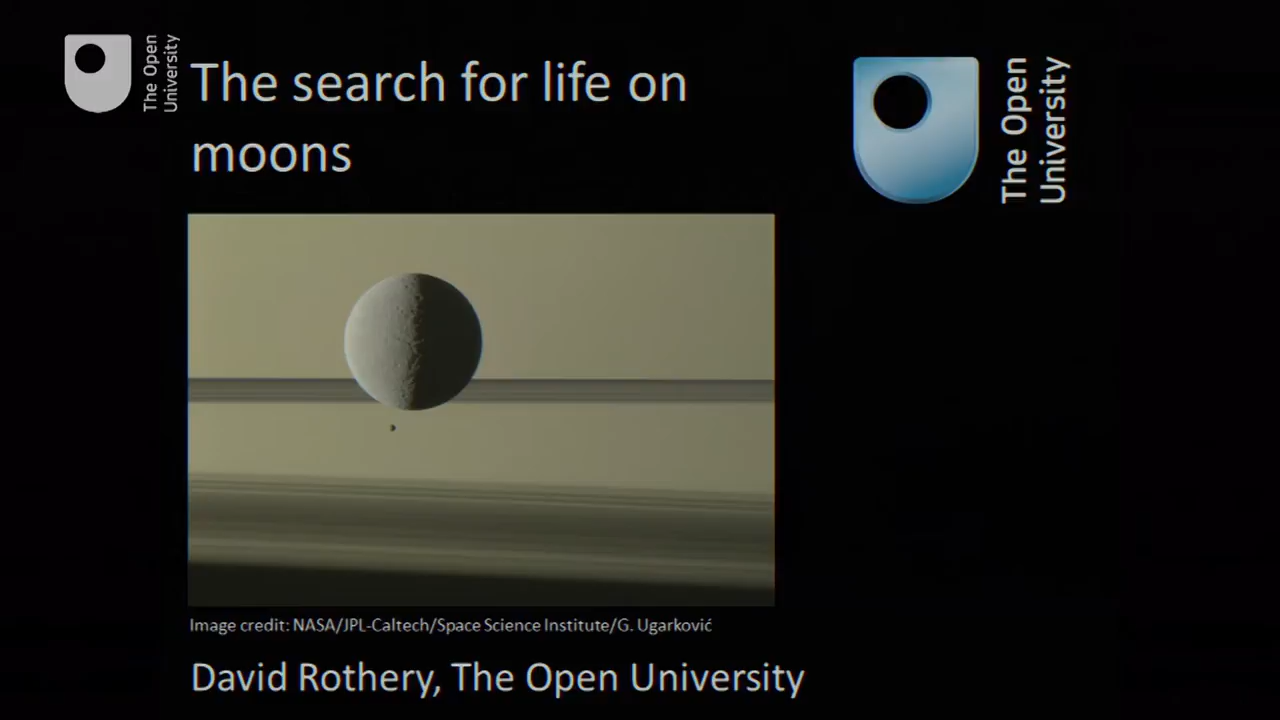 The Open
University
The search for life on
moons
The Open
University
Image credit: NASA/JPL-Caltech/Space Science Institute/G. Ugarković
David Rothery, The Open University